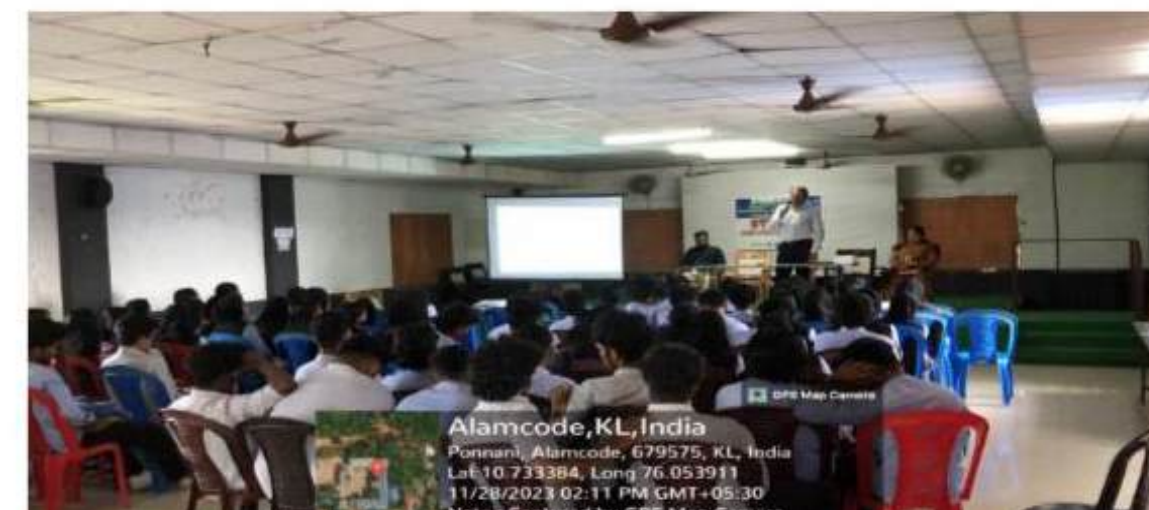 GPS Map Camera
Alamcode,KL,India
Ponnani, Alamcode, 679575, KL, India
Lat 10.733384, Long 76.053911
11/28/2023 02:11 PM GMT+05:30